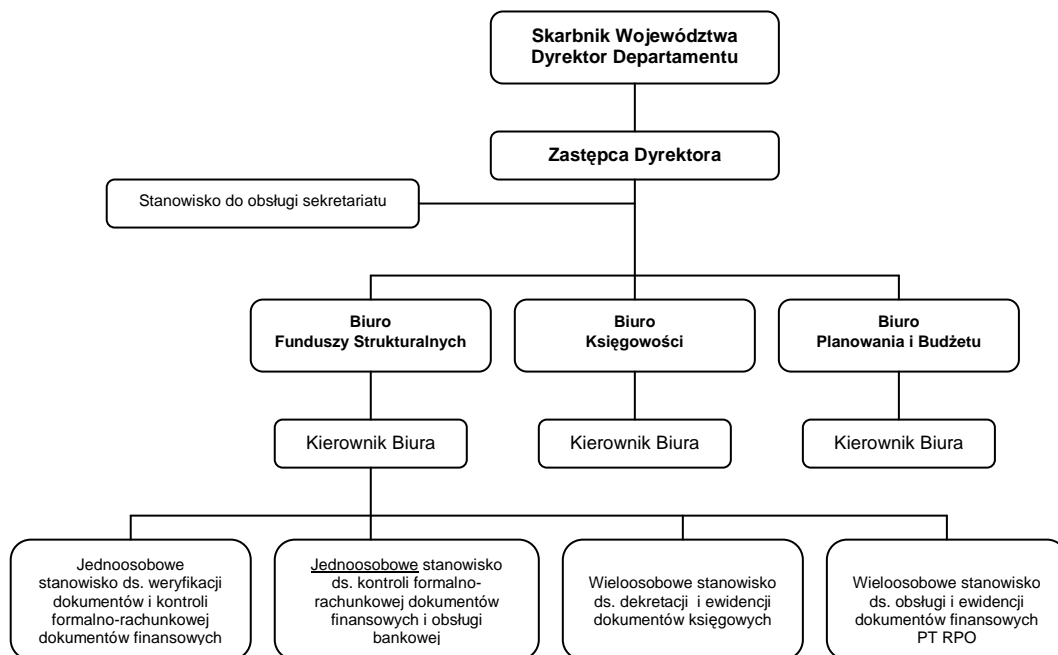 Skarbnik Województwa
Dyrektor Departamentu
Zastępca Dyrektora
Stanowisko do obsługi sekretariatu
Biuro
Funduszy Strukturalnych
Biuro
Księgowości
Biuro
Planowania i Budżetu
Kierownik Biura
Kierownik Biura
Kierownik Biura
Jednoosobowe
stanowisko ds. weryfikacji
dokumentów i kontroli
formalno-rachunkowej
dokumentów finansowych
Jednoosobowe stanowisko
ds. kontroli formalno-
rachunkowej dokumentów
finansowych i obsługi
bankowej
Wieloosobowe stanowisko
ds. dekretacji i ewidencji
dokumentów księgowych
Wieloosobowe stanowisko
ds. obsługi i ewidencji
dokumentów finansowych
PT RPO